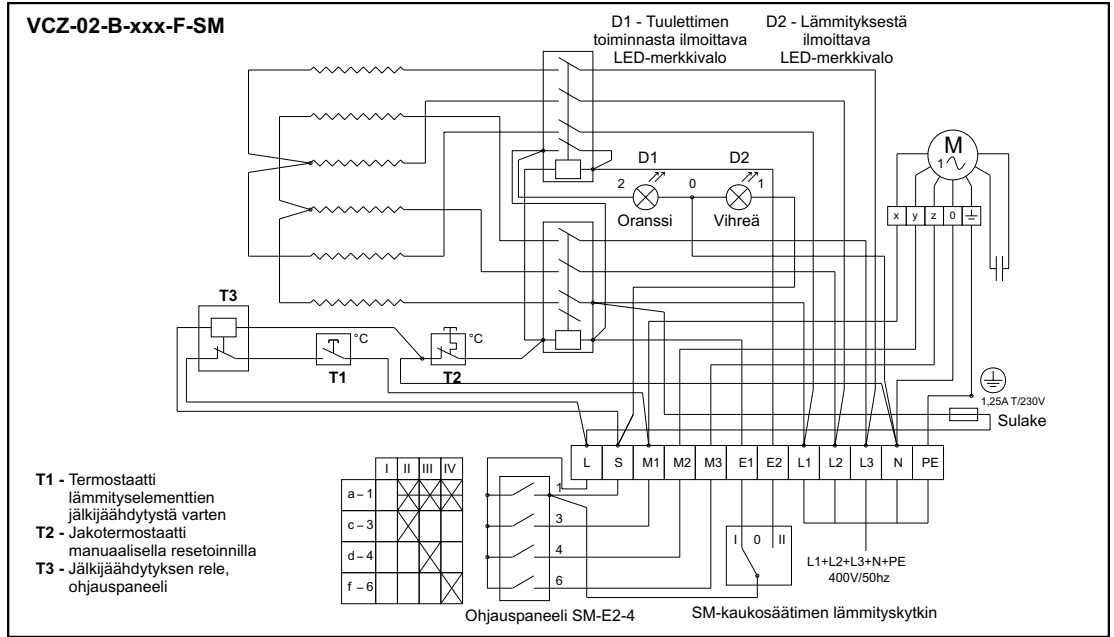 VCZ-02-B-xxx-F-SM
D1 - Tuulettimen
toiminnasta ilmoittava
LED-merkkivalo
D2 - Lämmityksestä
ilmoittava
LED-merkkivalo
M
1
D1
D2
2
0
1
Oranssi
Vihreä
x y z 0
T3
°C
°C
T1
T2
1,25A T/230V
Sulake
L S M1 M2 M3 E1 E2 L1 L2 L3 N PE
T1 - Termostaatti
lämmityselementtien
jälkijäähdytystä varten
T2 - Jakotermostaatti
manuaalisella resetoinnilla
T3 - Jälkijäähdytyksen rele,
ohjauspaneeli
I II III IV
a – 1
c – 3
d – 4
f – 6
1
3
4
6
I 0 II
L1+L2+L3+N+PE
400V/50hz
Ohjauspaneeli SM-E2-4
SM-kaukosäätimen lämmityskytkin